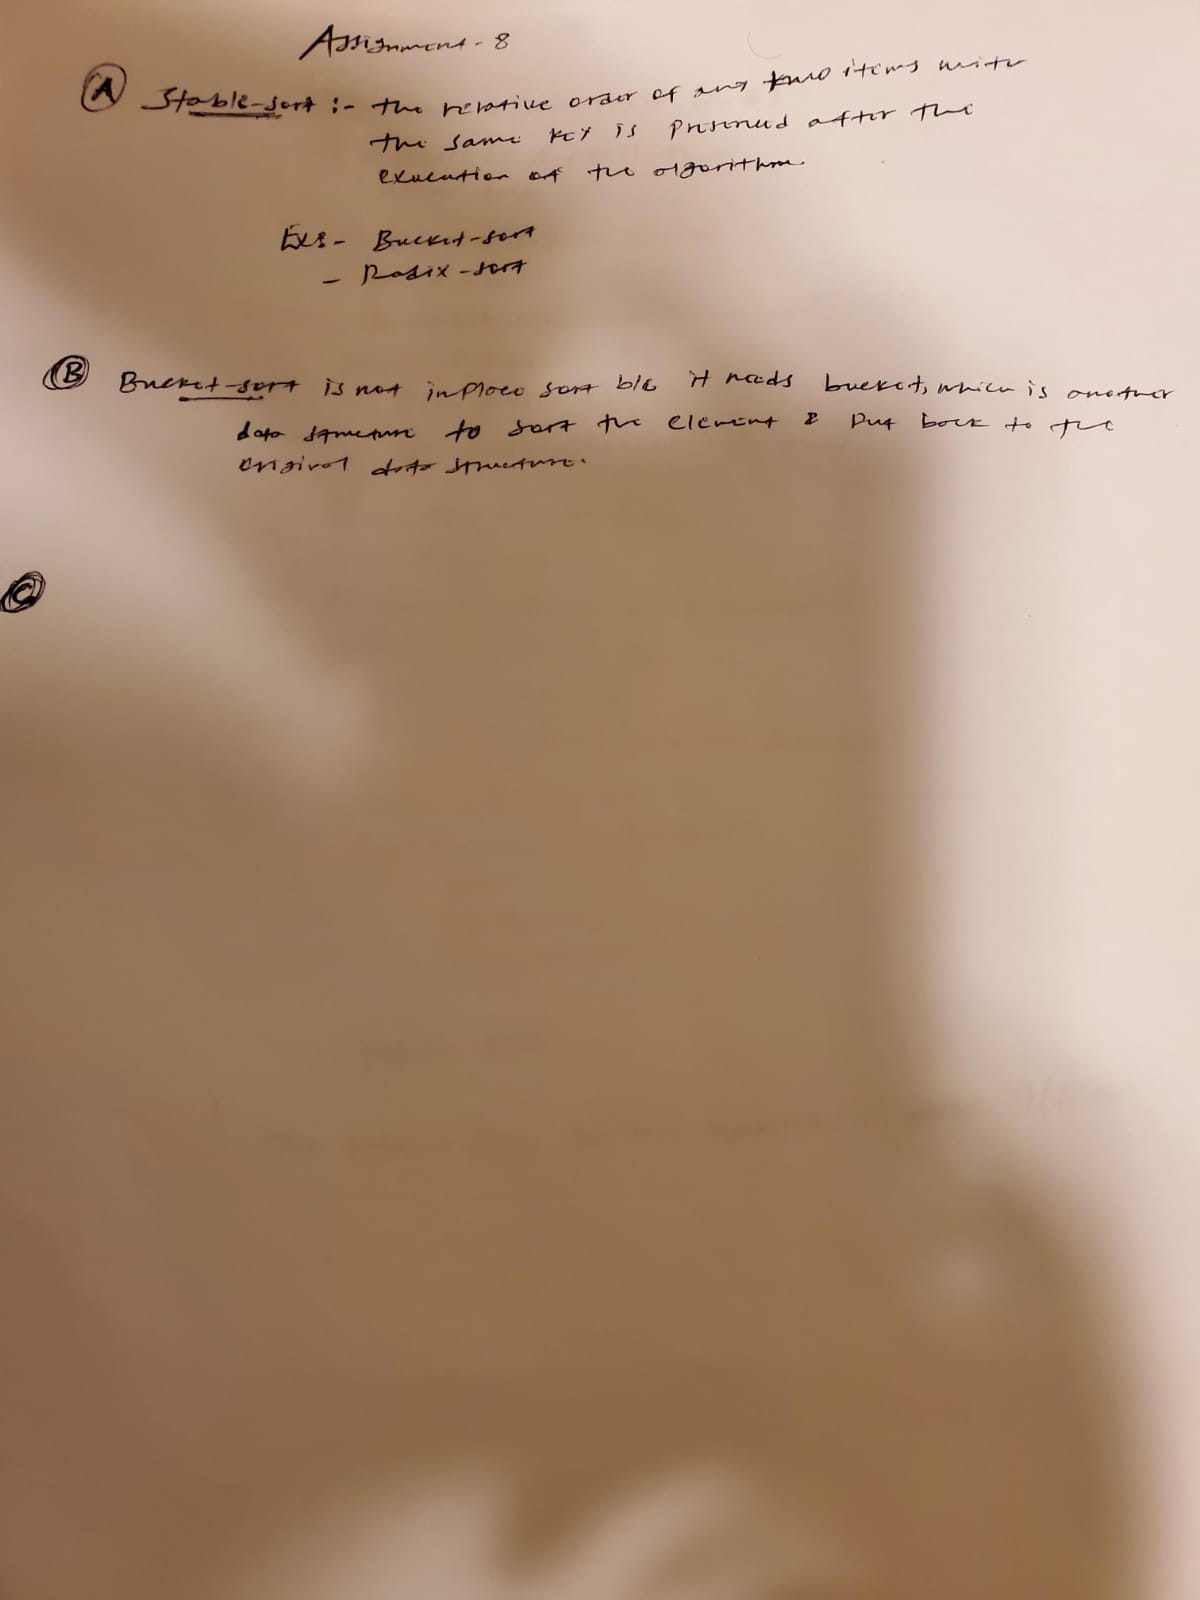 Assignment - 8
A Stable-sort :- the relative order of any two items with
the same key is preserved after the
execution of the algorithm
Ex:- Bucket-sort
- Radix-sort
B Bucket-sort is not inplace sort b/c it needs bucket, which is another
data structure to sort the element & put back to the
original data structure.
C